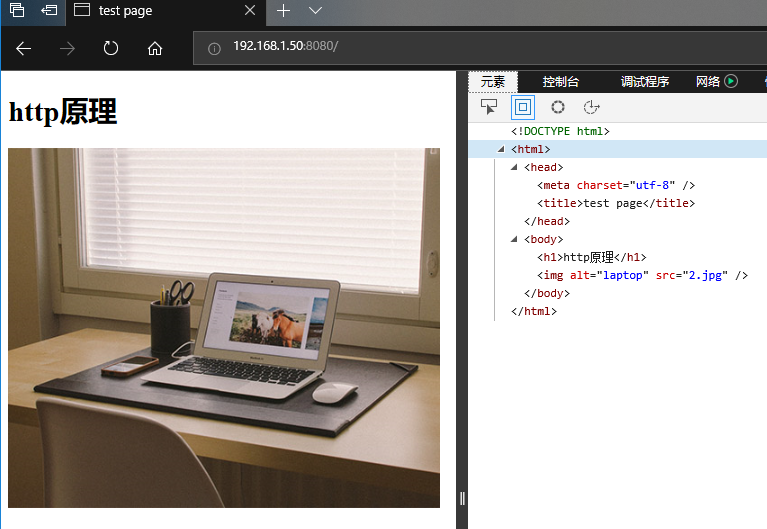 test page
192.168.1.50:8080/
http原理
元素 控制台 调试程序 网络
<!DOCTYPE html>
<html>
<head>
<meta charset="utf-8" />
<title>test page</title>
</head>
<body>
<h1>http原理</h1>
<img alt="laptop" src="2.jpg" />
</body>
</html>